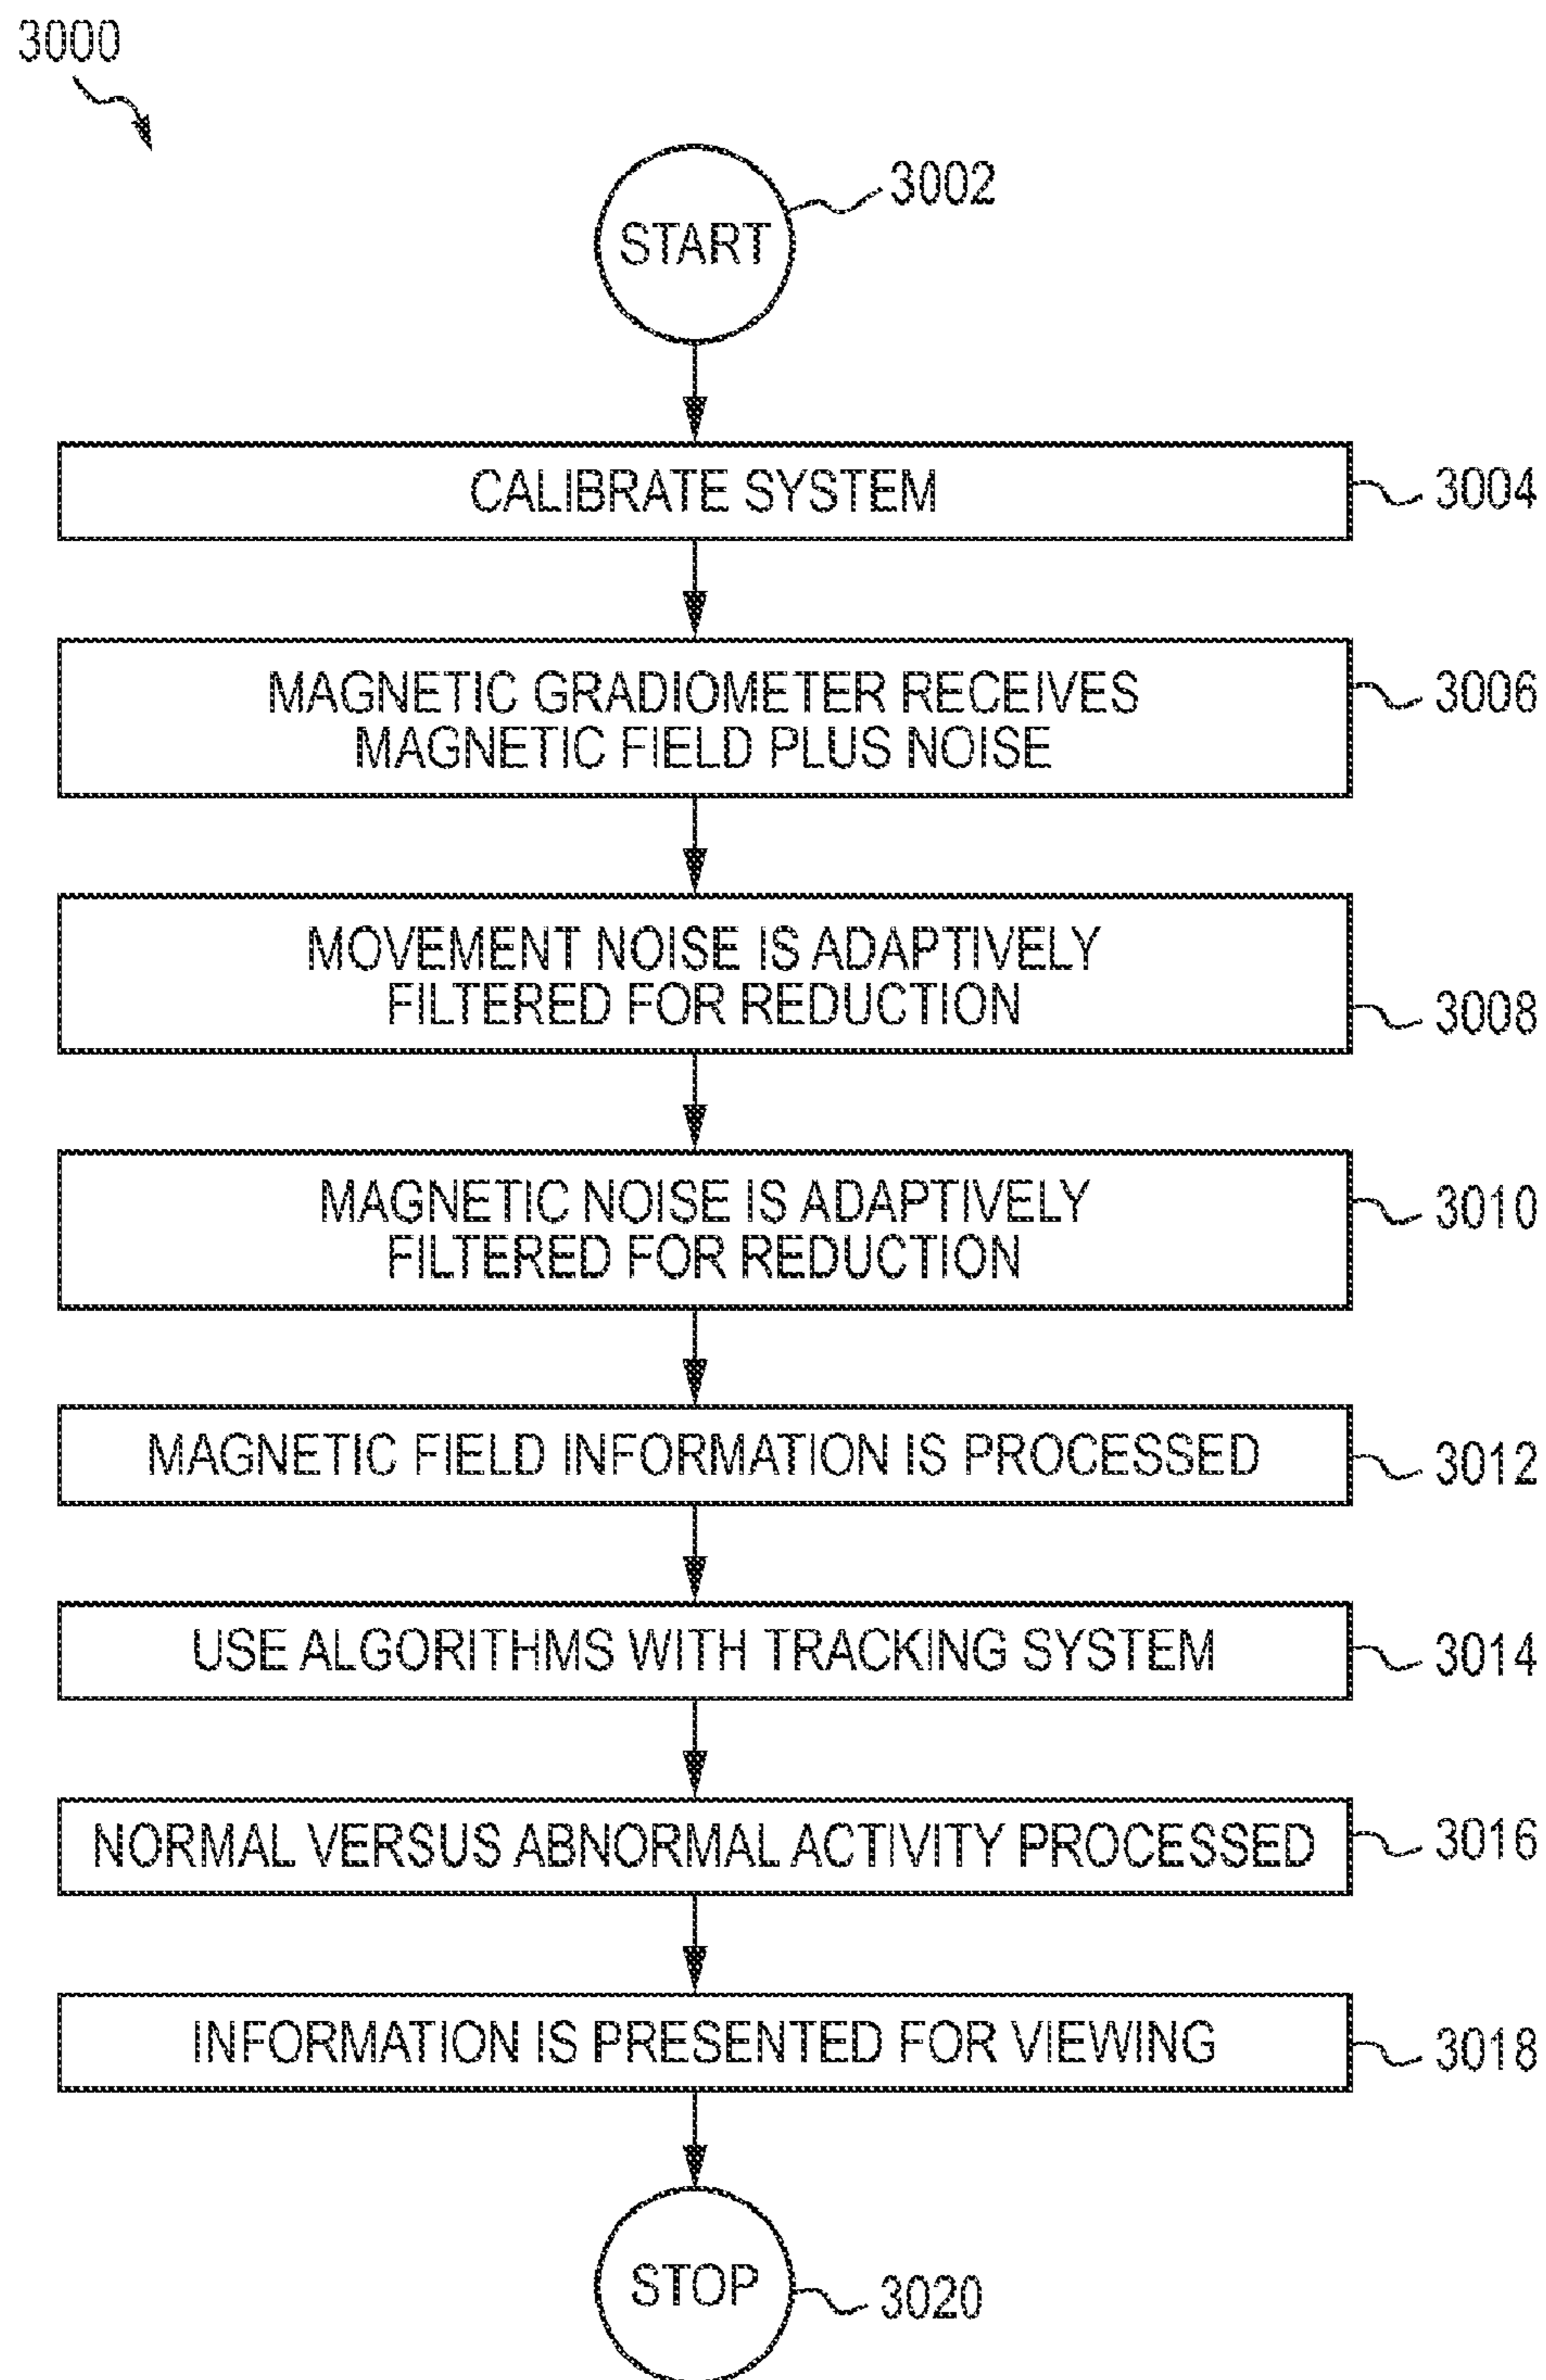 3000
START
3002
CALIBRATE SYSTEM
3004
MAGNETIC GRADIOMETER RECEIVES
MAGNETIC FIELD PLUS NOISE
3006
MOVEMENT NOISE IS ADAPTIVELY
FILTERED FOR REDUCTION
3008
MAGNETIC NOISE IS ADAPTIVELY
FILTERED FOR REDUCTION
3010
MAGNETIC FIELD INFORMATION IS PROCESSED
3012
USE ALGORITHMS WITH TRACKING SYSTEM
3014
NORMAL VERSUS ABNORMAL ACTIVITY PROCESSED
3016
INFORMATION IS PRESENTED FOR VIEWING
3018
STOP
3020